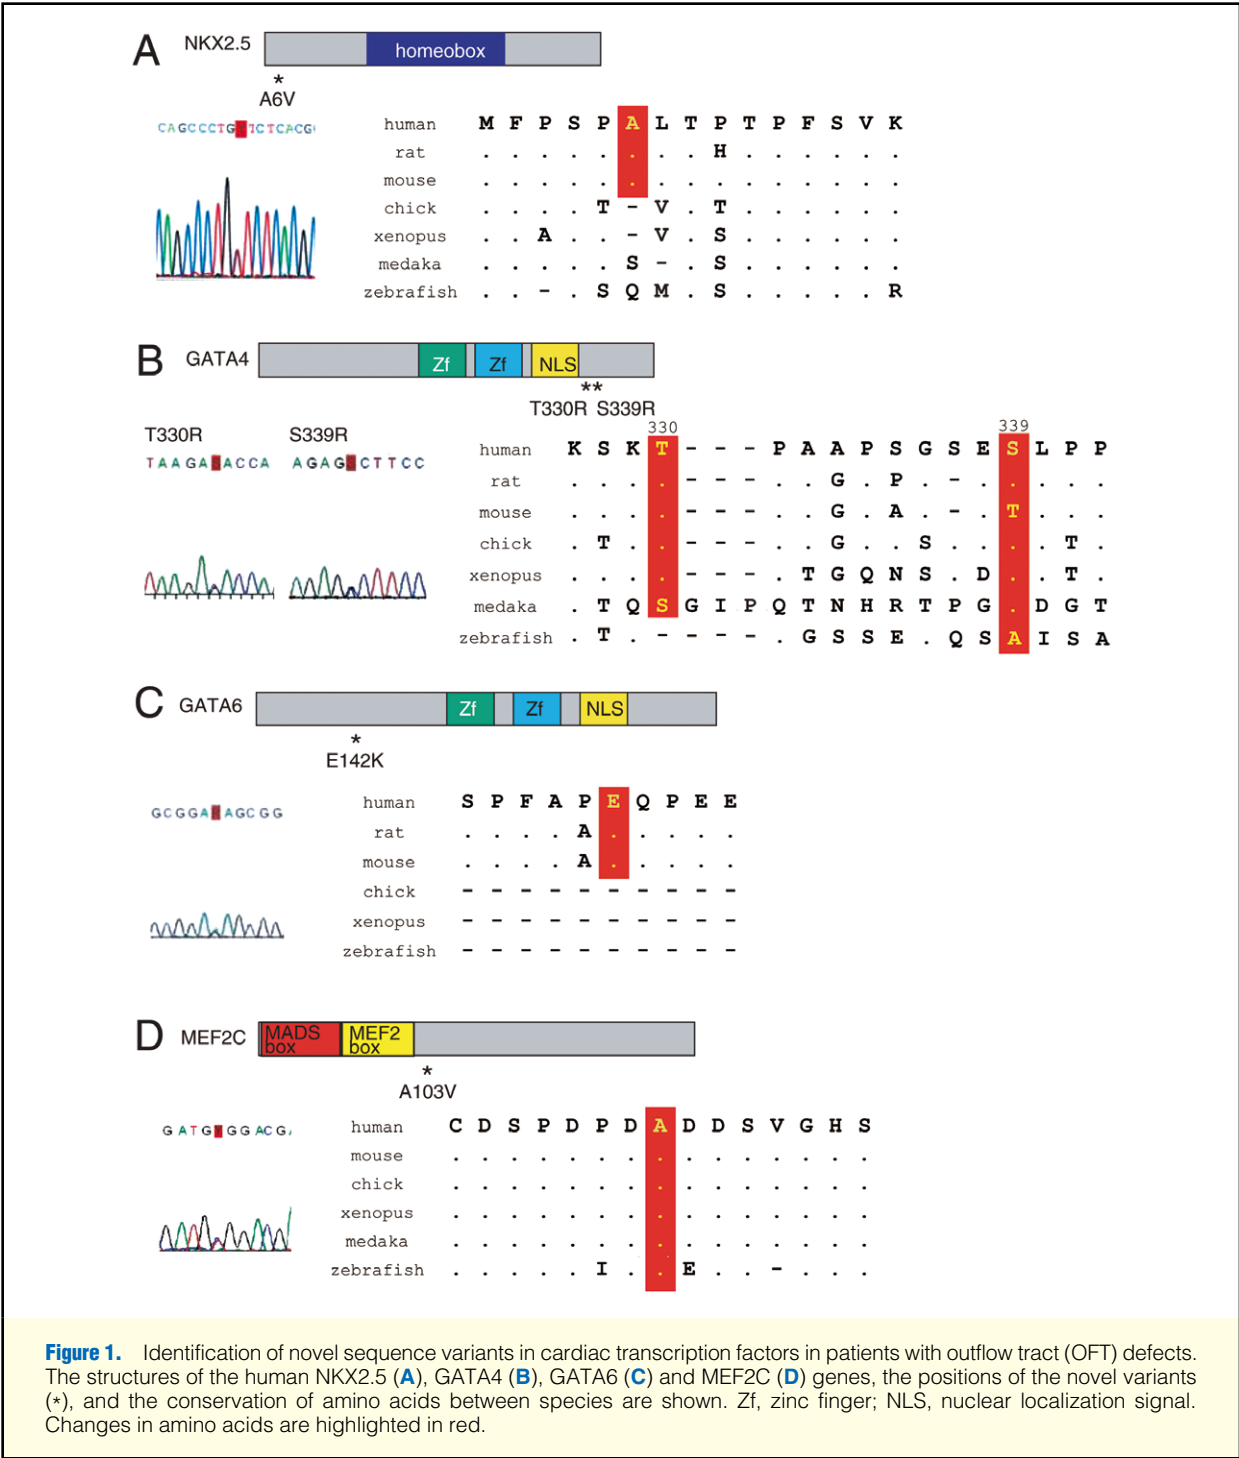 A NKX2.5 homeobox
*
A6V
CAGCCCTG TCTCACG
human M F P S P A L T P T P F S V K
rat . . . . . . . . H . . . . . .
mouse . . . . . . . . . . . . . . .
chick . . . . T - V . T . . . . . .
xenopus . . A . . - V . S . . . . . .
medaka . . . . . S - . S . . . . . .
zebrafish . . - . S Q M . S . . . . . R
B GATA4 Zf Zf NLS
**
T330R S339R
T330R S339R
330 339
TAAGA ACCA AGAG CTTCC
human K S K T - - - P A A P S G S E S L P P
rat . . . . - - - . . G . P . - . . . . .
mouse . . . . - - - . . G . A . - . T . . .
chick . T . . - - - . . G . . S . . . . T .
xenopus . . . . - - - . T G Q N S . D . . T .
medaka . T Q S G I P Q T N H R T P G . D G T
zebrafish . T . - - - - . G S S E . Q S A I S A
C GATA6 Zf Zf NLS
*
E142K
GCGGA AGCGG
human S P F A P E Q P E E
rat . . . . A . . . . .
mouse . . . . A . . . . .
chick - - - - - - - - - -
xenopus - - - - - - - - - -
zebrafish - - - - - - - - - -
D MEF2C MADS box MEF2 box
*
A103V
GATG GGACG
human C D S P D P D A D D S V G H S
mouse . . . . . . . . . . . . . . .
chick . . . . . . . . . . . . . . .
xenopus . . . . . . . . . . . . . . .
medaka . . . . . . . . . . . . . . .
zebrafish . . . . . I . . E . . - . . .
Figure 1. Identification of novel sequence variants in cardiac transcription factors in patients with outflow tract (OFT) defects.
The structures of the human NKX2.5 (A), GATA4 (B), GATA6 (C) and MEF2C (D) genes, the positions of the novel variants
(*), and the conservation of amino acids between species are shown. Zf, zinc finger; NLS, nuclear localization signal.
Changes in amino acids are highlighted in red.